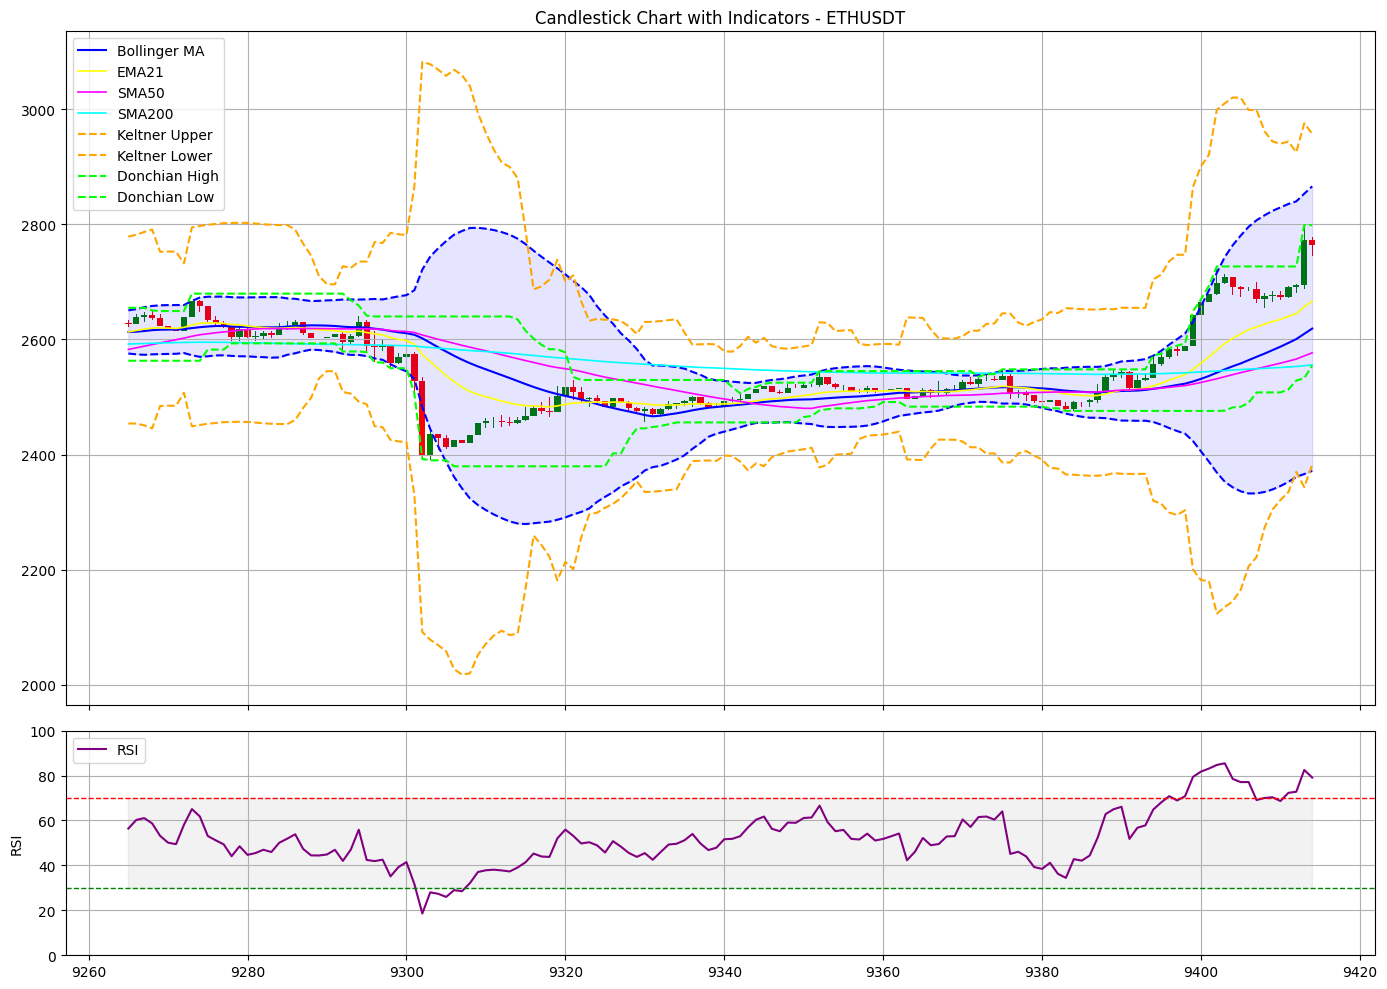 Candlestick Chart with Indicators - ETHUSDT
Bollinger MA
EMA21
SMA50
SMA200
Keltner Upper
Keltner Lower
Donchian High
Donchian Low
3000
2800
2600
2400
2200
2000
RSI
100
80
60
40
20
0
RSI
9260 9280 9300 9320 9340 9360 9380 9400 9420